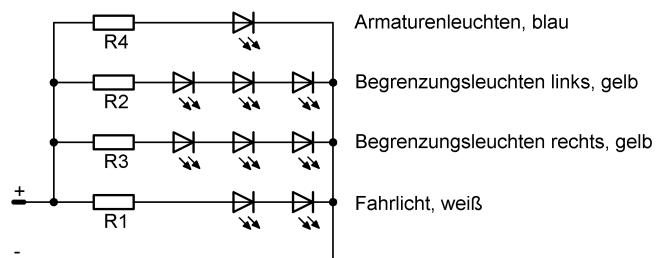 R4 Armaturenleuchten, blau
R2 Begrenzungsleuchten links, gelb
R3 Begrenzungsleuchten rechts, gelb
+
R1 Fahrlicht, weiß
-